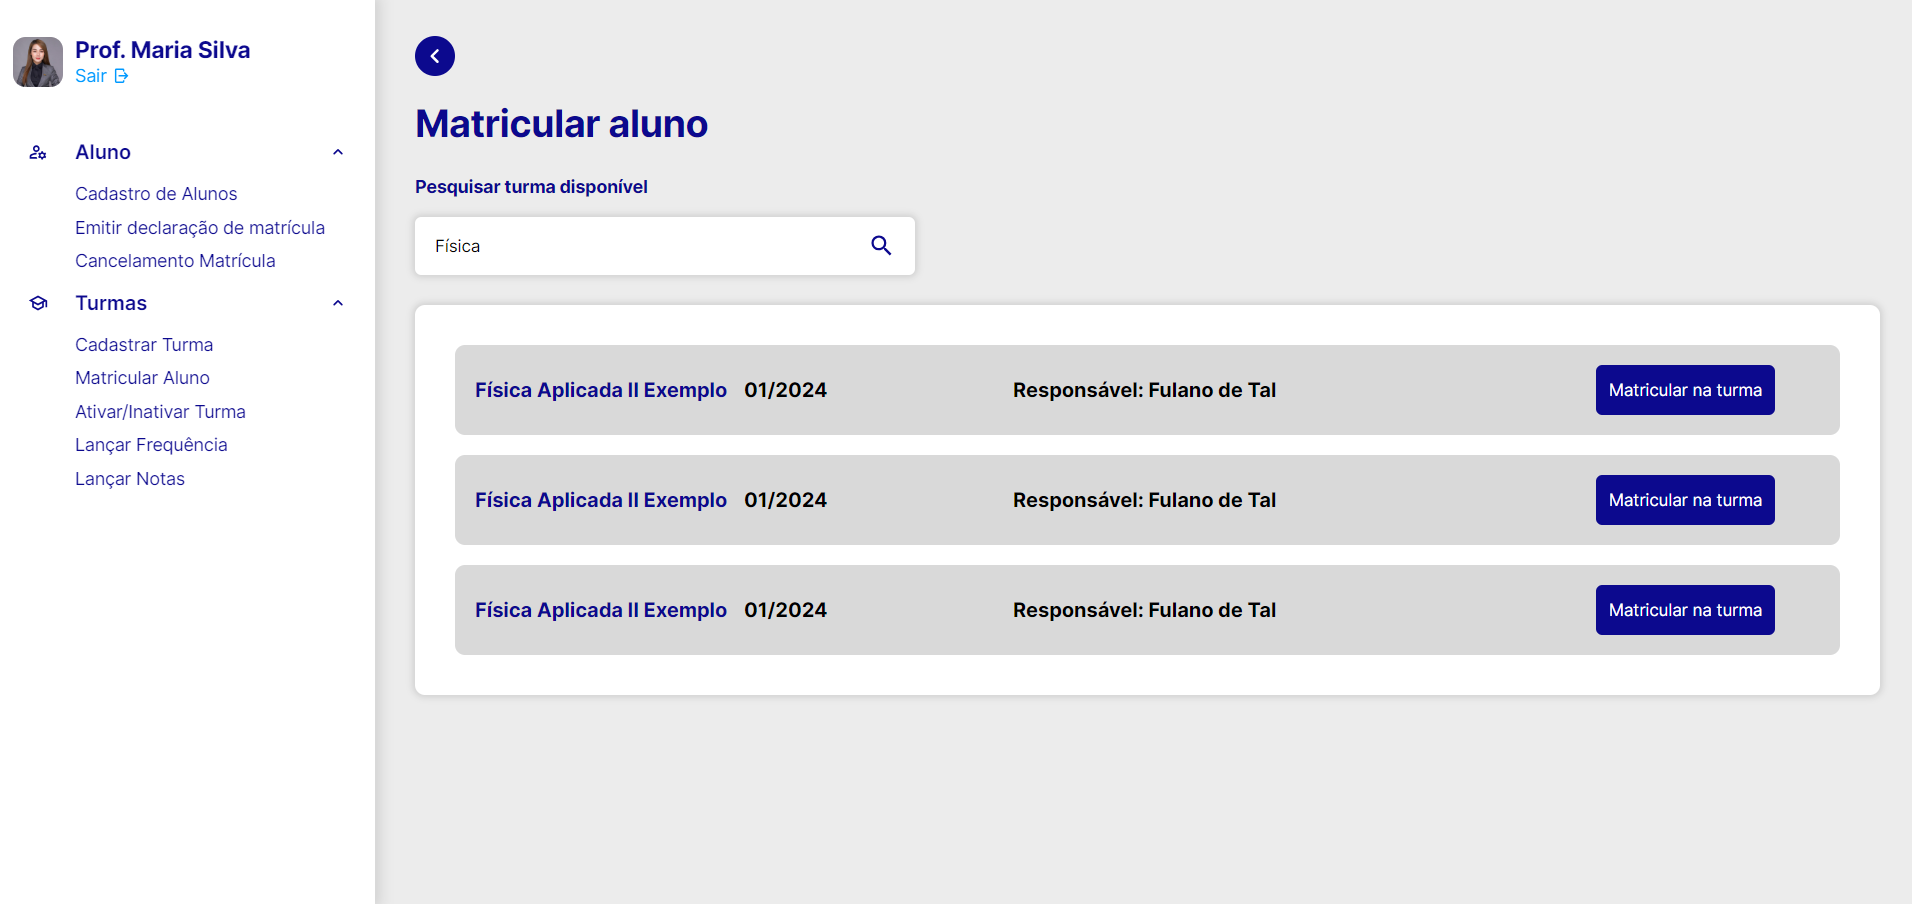 Prof. Maria Silva
Sair
Aluno
Cadastro de Alunos
Emitir declaração de matrícula
Cancelamento Matrícula
Turmas
Cadastrar Turma
Matricular Aluno
Ativar/Inativar Turma
Lançar Frequência
Lançar Notas
Matricular aluno
Pesquisar turma disponível
Física
Física Aplicada II Exemplo 01/2024 Responsável: Fulano de Tal Matricular na turma
Física Aplicada II Exemplo 01/2024 Responsável: Fulano de Tal Matricular na turma
Física Aplicada II Exemplo 01/2024 Responsável: Fulano de Tal Matricular na turma